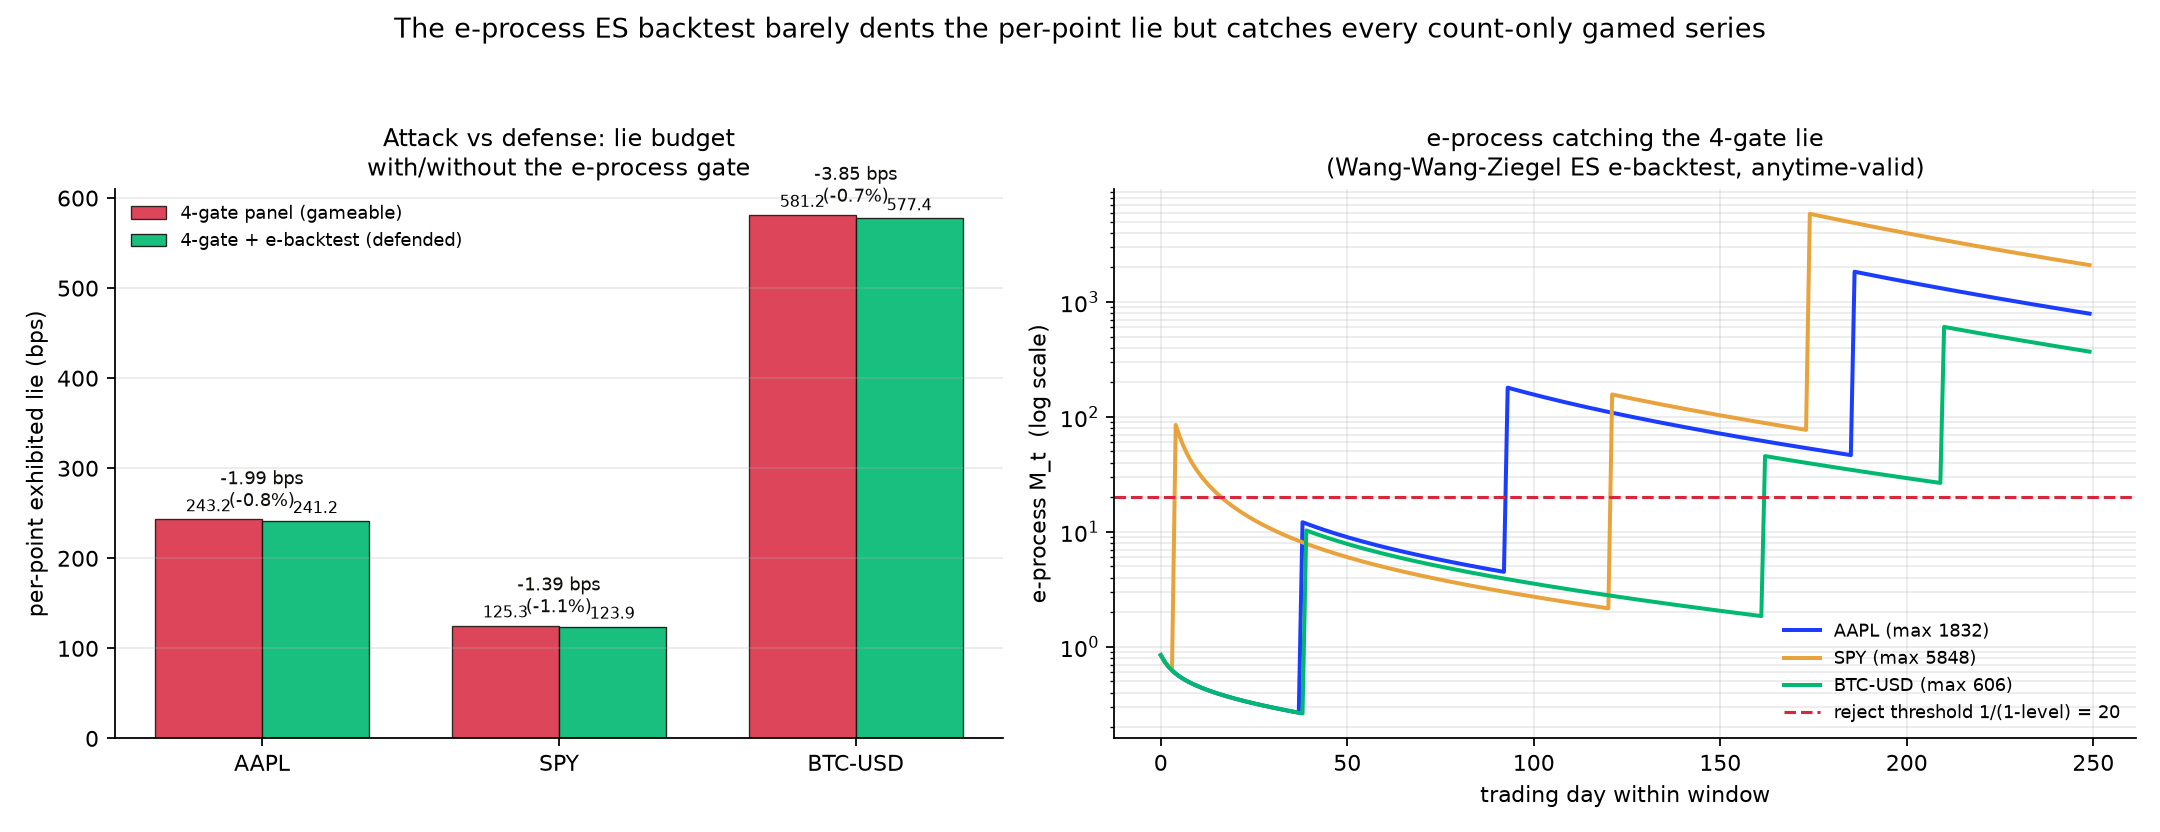 The e-process ES backtest barely dents the per-point lie but catches every count-only gamed series
Attack vs defense: lie budget
with/without the e-process gate
per-point exhibited lie (bps)
600
500
400
300
200
100
0
4-gate panel (gameable)
4-gate + e-backtest (defended)
-1.99 bps
(-0.8%)
243.2
241.2
-1.39 bps
(-1.1%)
125.3
123.9
-3.85 bps
(-0.7%)
581.2
577.4
AAPL
SPY
BTC-USD
e-process catching the 4-gate lie
(Wang-Wang-Ziegel ES e-backtest, anytime-valid)
e-process M_t (log scale)
10³
10²
10¹
10⁰
AAPL (max 1832)
SPY (max 5848)
BTC-USD (max 606)
reject threshold 1/(1-level) = 20
0
50
100
150
200
250
trading day within window